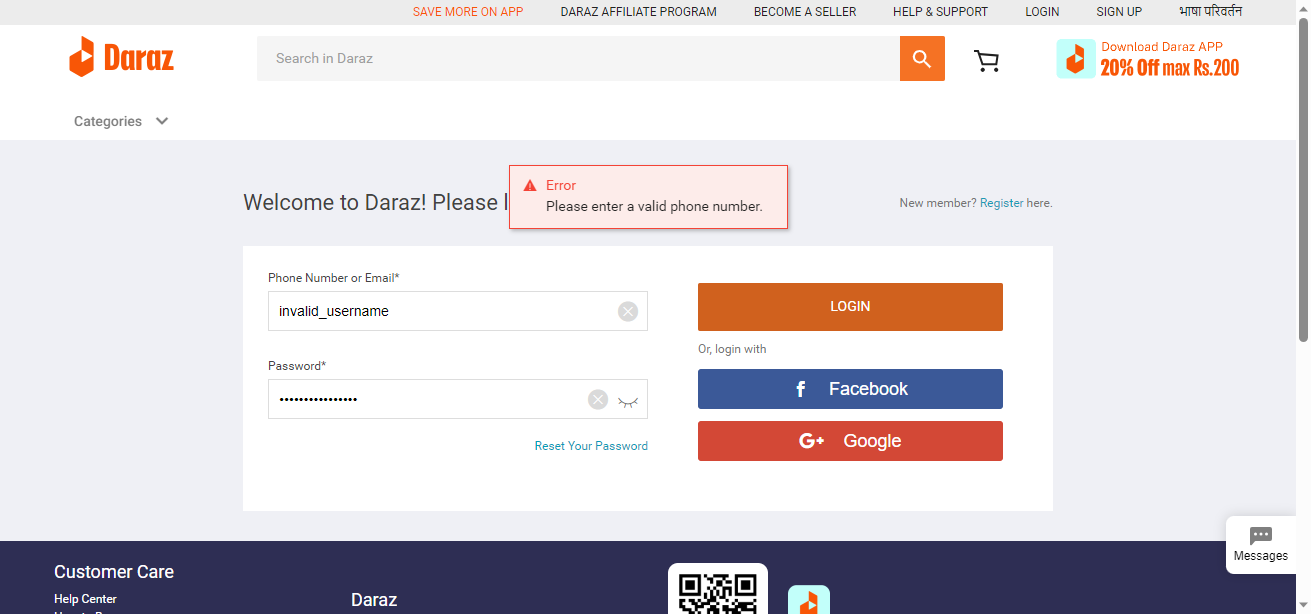 SAVE MORE ON APP DARAZ AFFILIATE PROGRAM BECOME A SELLER HELP & SUPPORT LOGIN SIGN UP भाषा परिवर्तन
Daraz
Search in Daraz
Download Daraz APP
20% Off max Rs.200
Categories
Error
Please enter a valid phone number.
Welcome to Daraz! Please
New member? Register here.
Phone Number or Email*
invalid_username
Password*
••••••••••••••••
Reset Your Password
LOGIN
Or, login with
f Facebook
G+ Google
Messages
Customer Care
Help Center
Daraz